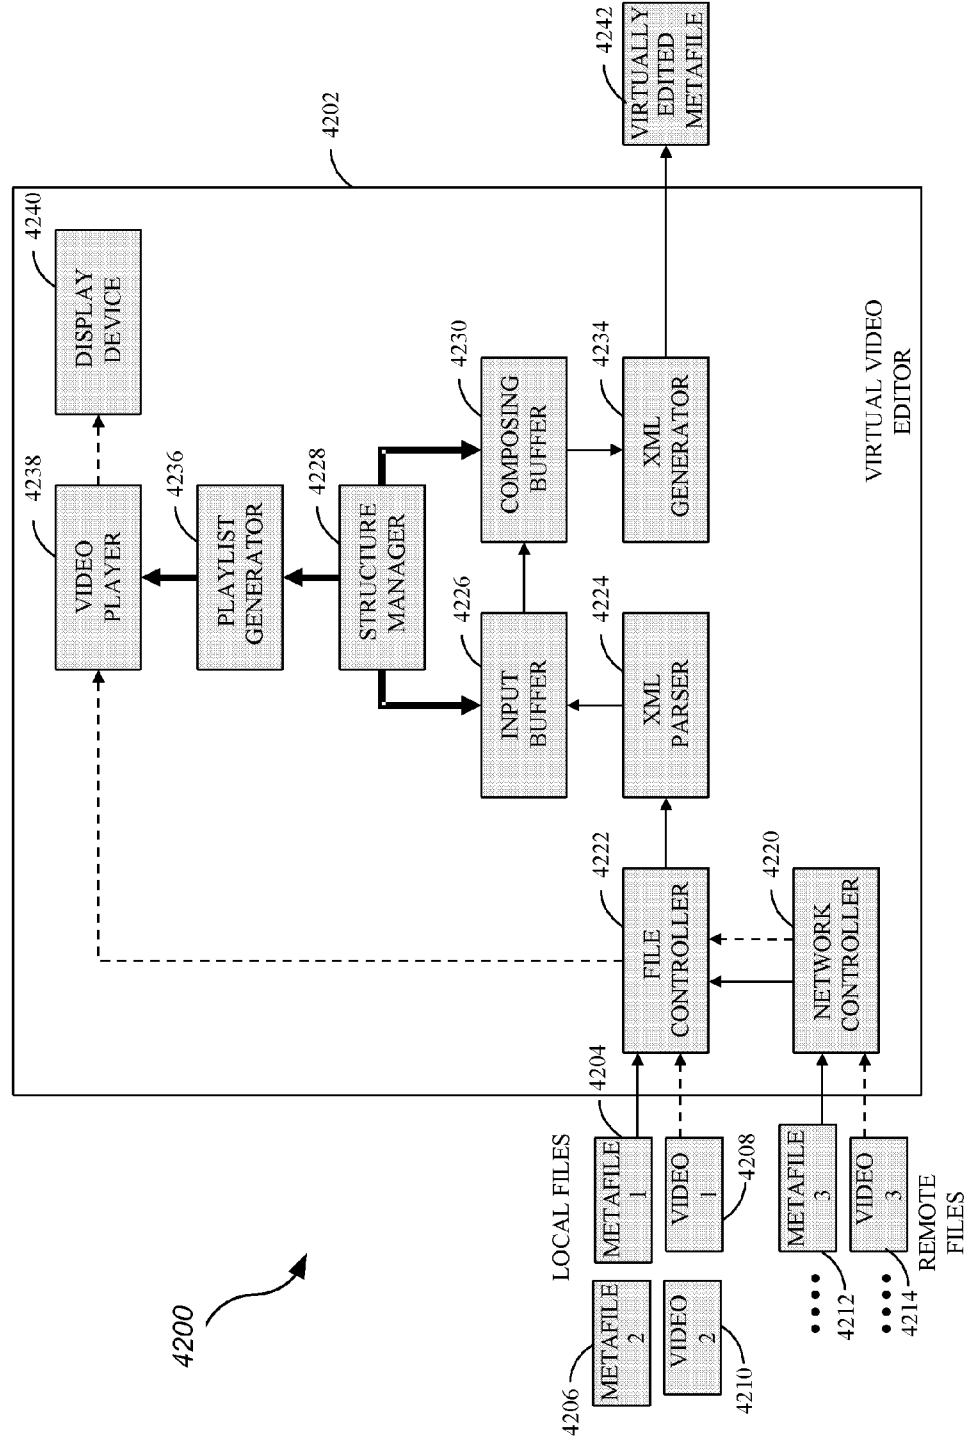 4200
4202
DISPLAY
DEVICE
4240
VIDEO
PLAYER
4238
PLAYLIST
GENERATOR
4236
STRUCTURE
MANAGER
4228
INPUT
BUFFER
4226
COMPOSING
BUFFER
4230
XML
PARSER
4224
XML
GENERATOR
4234
VIRTUALLY
EDITED
METAFILE
4242
FILE
CONTROLLER
4222
NETWORK
CONTROLLER
4220
VIRTUAL VIDEO
EDITOR
LOCAL FILES
METAFILE
1
4204
VIDEO
1
4208
METAFILE
2
4206
VIDEO
2
4210
METAFILE
3
4212
VIDEO
3
4214
REMOTE
FILES